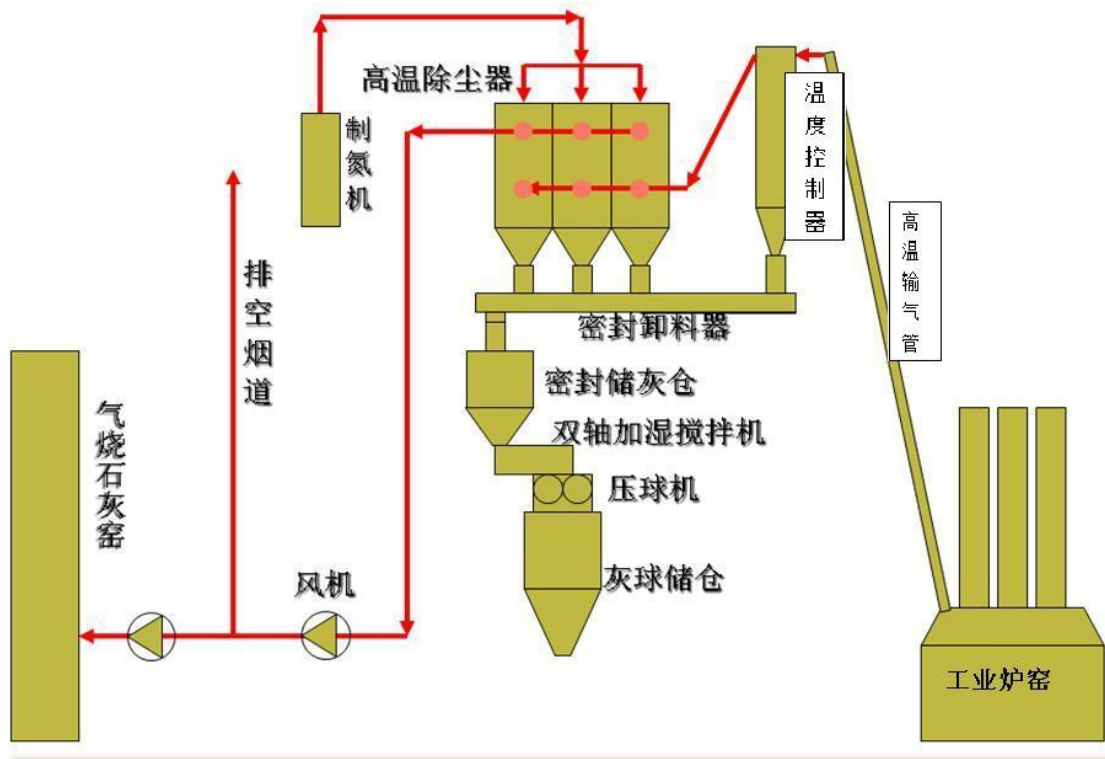 高温除尘器
制氮机
温度控制器
高温输气管
排空烟道
密封卸料器
密封储灰仓
双轴加湿搅拌机
压球机
灰球储仓
气烧石灰窑
风机
工业炉窑